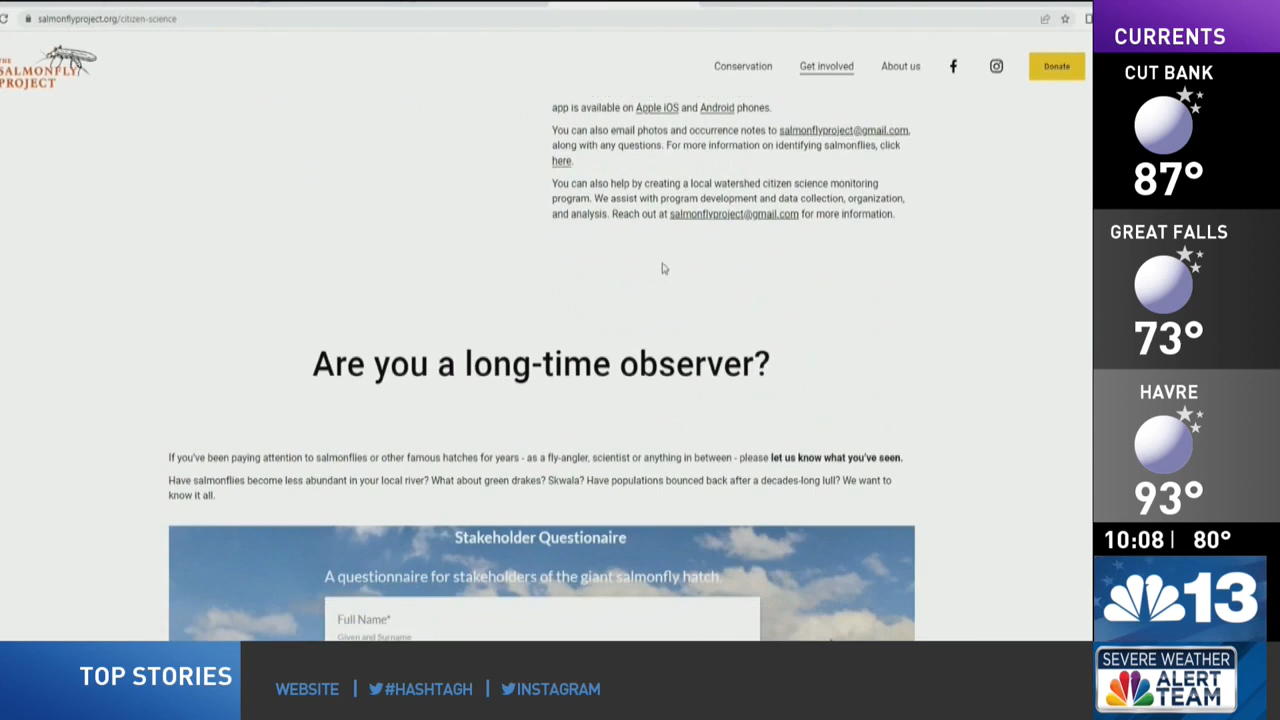 salmonflyproject.org/citizen-science
THE
SALMONFLY
PROJECT
Conservation
Get involved
About us
Donate
app is available on Apple iOS and Android phones.
You can also email photos and occurrence notes to salmonflyproject@gmail.com,
along with any questions. For more information on identifying salmonflies, click
here.
You can also help by creating a local watershed citizen science monitoring
program. We assist with program development and data collection, organization,
and analysis. Reach out at salmonflyproject@gmail.com for more information.
Are you a long-time observer?
If you've been paying attention to salmonflies or other famous hatches for years - as a fly-angler, scientist or anything in between - please let us know what you've seen.
Have salmonflies become less abundant in your local river? What about green drakes? Skwala? Have populations bounced back after a decades-long lull? We want to
know it all.
Stakeholder Questionaire
A questionnaire for stakeholders of the giant salmonfly hatch.
Full Name*
Given and Surname
CURRENTS
CUT BANK
87°
GREAT FALLS
73°
HAVRE
93°
10:08 | 80°
13
SEVERE WEATHER
ALERT
TEAM
TOP STORIES
WEBSITE | #HASHTAGH | INSTAGRAM